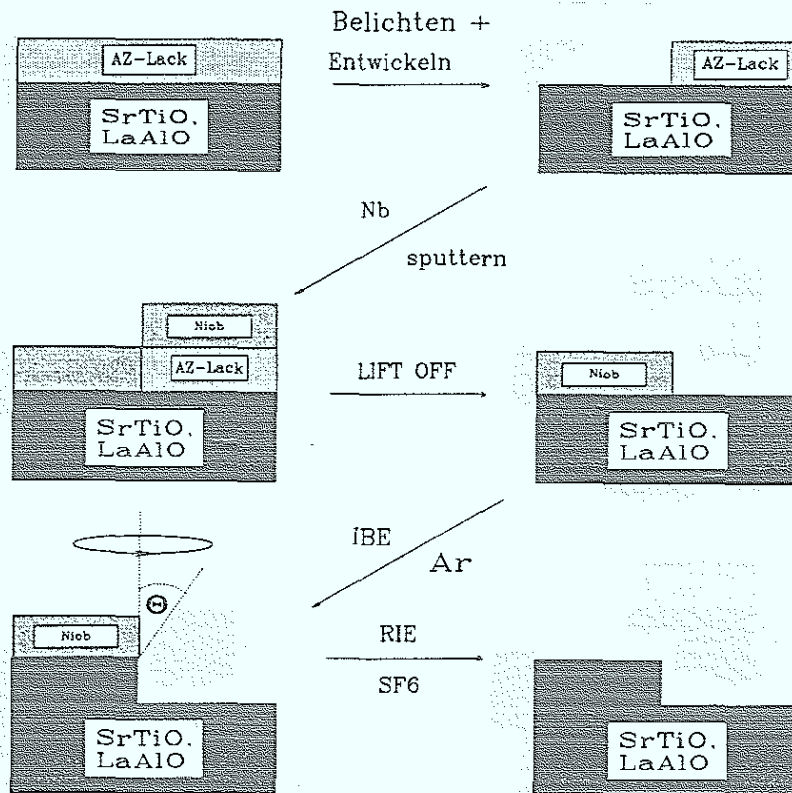 Belichten +
Entwickeln
AZ-Lack
SrTiO,
LaAlO
AZ-Lack
SrTiO,
LaAlO
Nb
sputtern
Niob
AZ-Lack
SrTiO,
LaAlO
LIFT OFF
Niob
SrTiO,
LaAlO
IBE
Ar
Θ
Niob
SrTiO,
LaAlO
RIE
SF6
SrTiO,
LaAlO